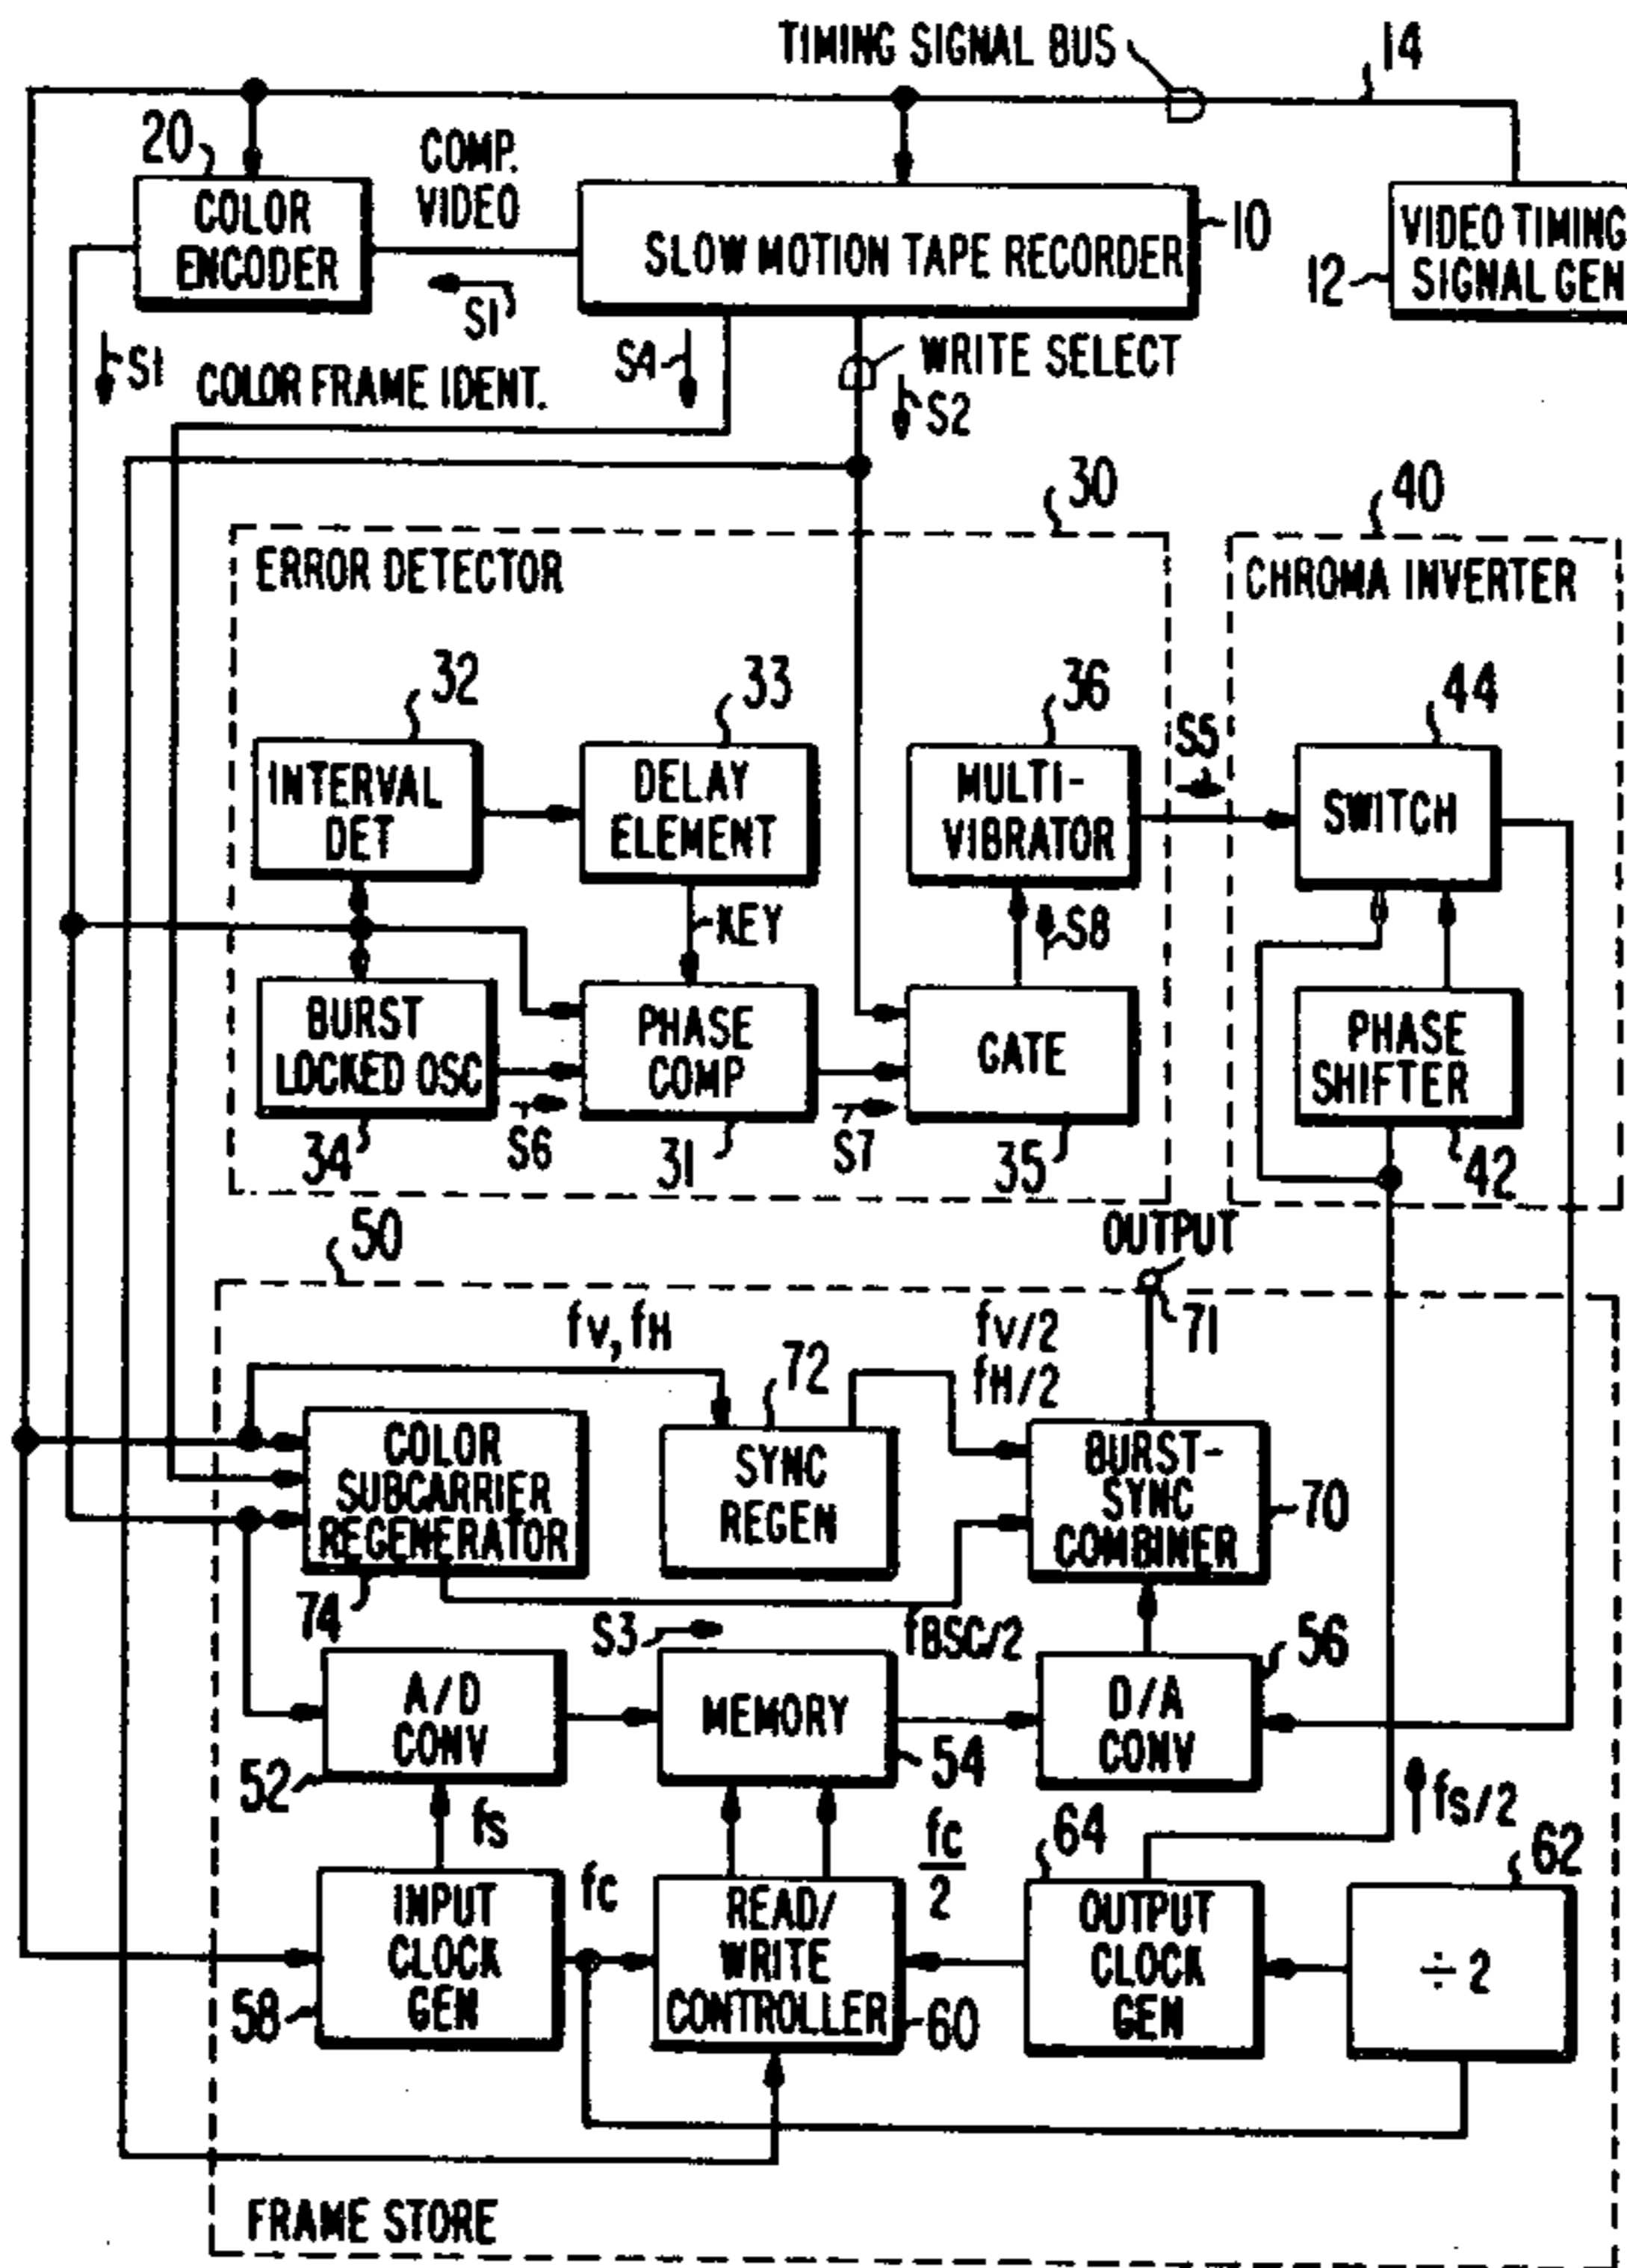 TIMING SIGNAL BUS
14
20
COMP.
VIDEO
COLOR
ENCODER
SLOW MOTION TAPE RECORDER
10
VIDEO TIMING
SIGNAL GEN
12
S1
S1
COLOR FRAME IDENT.
S4
WRITE SELECT
S2
30
40
ERROR DETECTOR
CHROMA INVERTER
32
33
36
44
S5
INTERVAL
DET
DELAY
ELEMENT
MULTI-
VIBRATOR
SWITCH
KEY
S8
BURST
LOCKED OSC
PHASE
COMP
GATE
PHASE
SHIFTER
34
S6
31
S7
35
42
50
OUTPUT
71
fv, fH
fv/2
fH/2
72
COLOR
SUBCARRIER
REGENERATOR
SYNC
REGEN
BURST-
SYNC
COMBINER
70
74
S3
fBSC/2
56
A/D
CONV
MEMORY
D/A
CONV
52
54
fs
fs/2
fc
fc
2
64
62
INPUT
CLOCK
GEN
READ/
WRITE
CONTROLLER
OUTPUT
CLOCK
GEN
÷2
58
60
FRAME STORE